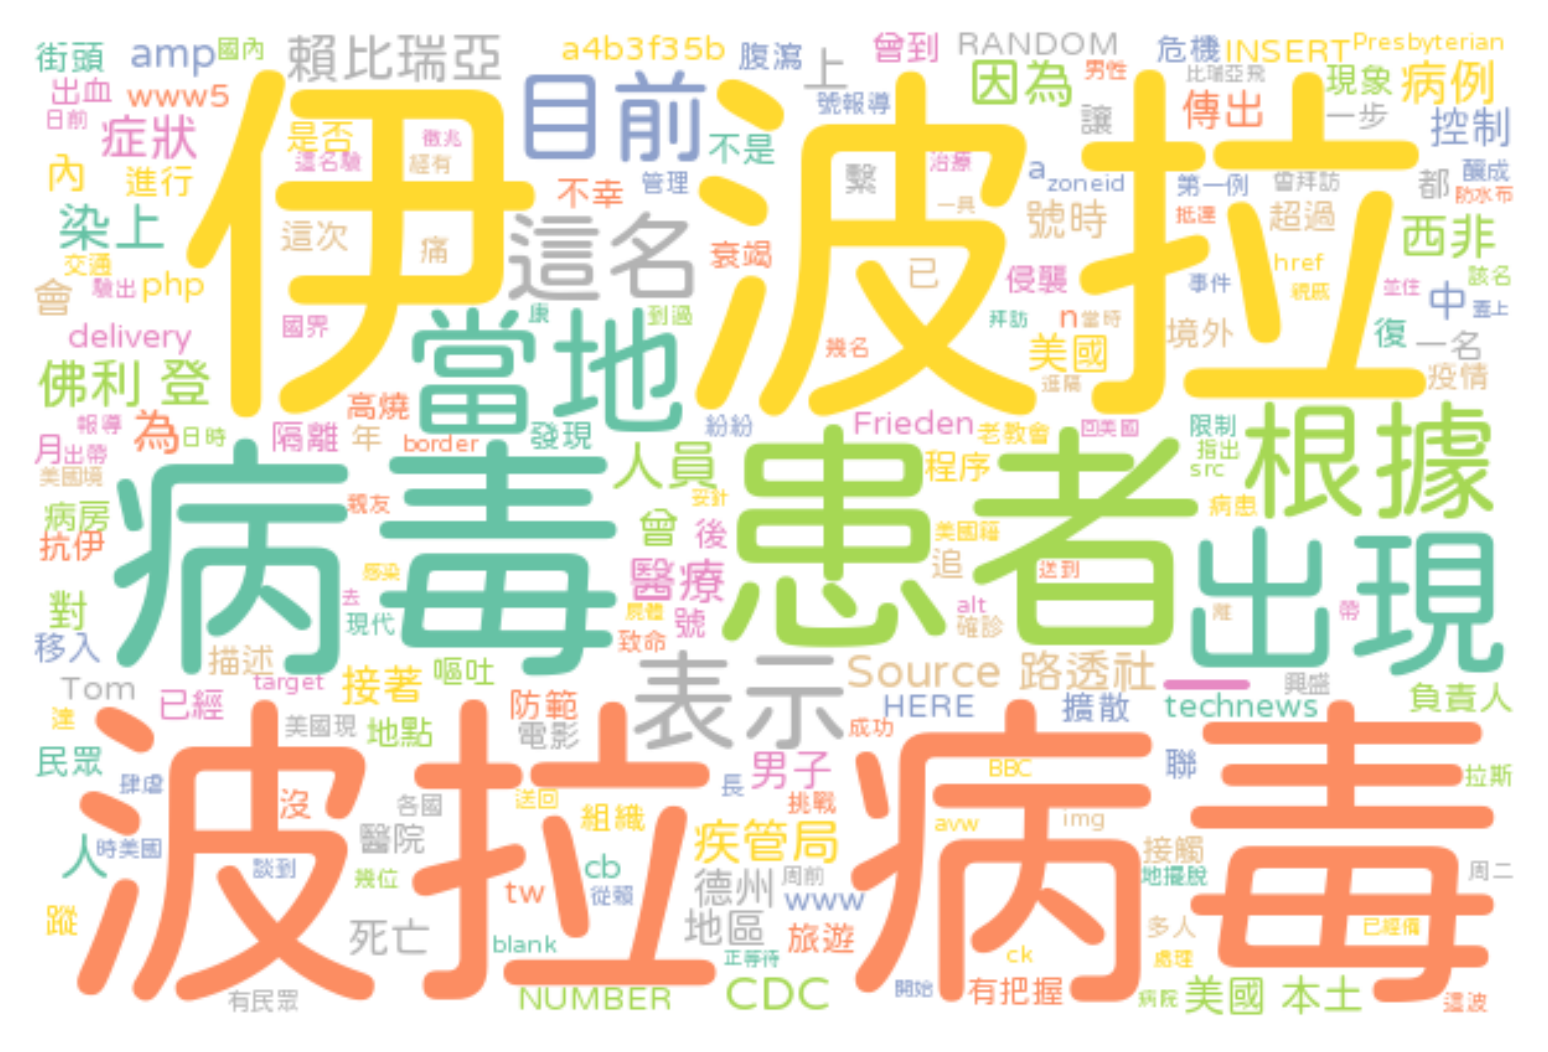 街頭 amp 國內 賴比瑞亞 a4b3f35b 腹瀉 上 曾到 RANDOM 危機 INSERT Presbyterian
出血 www5 目前 號報導 因為 男性 比瑞亞飛 現象 病例
日前 症狀 是否 徵兆 不是 讓 傳出 一步 控制
伊波拉
內 進行 這名驗 經有 不幸 管理 繫 治療 a zoneid 第一例 曾拜訪 都 釀成 防水布
染上 這次 痛 這名 衰竭 一具 號時 抵達 超過 西非
交通 會 驗出 php 侵襲 已 事件 href 親屬 並住 中 該名 蓋上
delivery 國界 康 到過 拜訪 n 當時 境外 復 一名
佛利 登 當地 幾名 美國 進隔 疫情
報導 為 日時 高燒 紛紛 Frieden 老教會 回美國 限制 根據
月 出帶 隔離 年 border 發現 人員 程序 指出 src
美國境 病毒 患者
病房 親友 妥針 曾 後 美國籍 病患 出現
抗伊 感染 醫療 追 送到
對 去 現代 屍體 號 alt 確診 離 帶
移入 描述 嘔吐 致命 表示 Source 路透社 一 興盛
Tom 已經 target 接著 防範 HERE 擴散 technews 負責人
達 美國現 地點 電影 成功
波拉病毒
民眾 肆虐 男子 BBC 聯 拉斯
沒 各國 送回 組織 長 挑戰 avw img
人 時美國 談到 醫院 幾位 cb 疾管局 接觸 地擺脫 周二
蹤 tw 從賴 德州 周前 www 多人 已經備
死亡 blank 地區 正等待 旅遊 ck 處理
有民眾 NUMBER CDC 開始 有把握 病院 美國 本土 這波